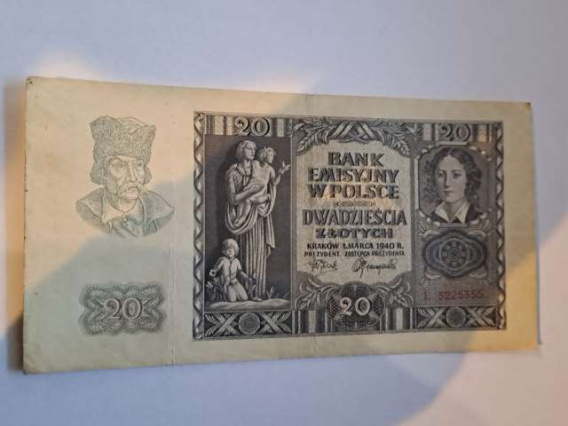 20 20
BANK
EMISYJNY
W POLSCE
DWADZIEŚCIA
ZŁOTYCH
KRAKÓW 1. MARCA 1940 R.
PREZYDENT ZASTĘPCA PREZYDENTA
20
20